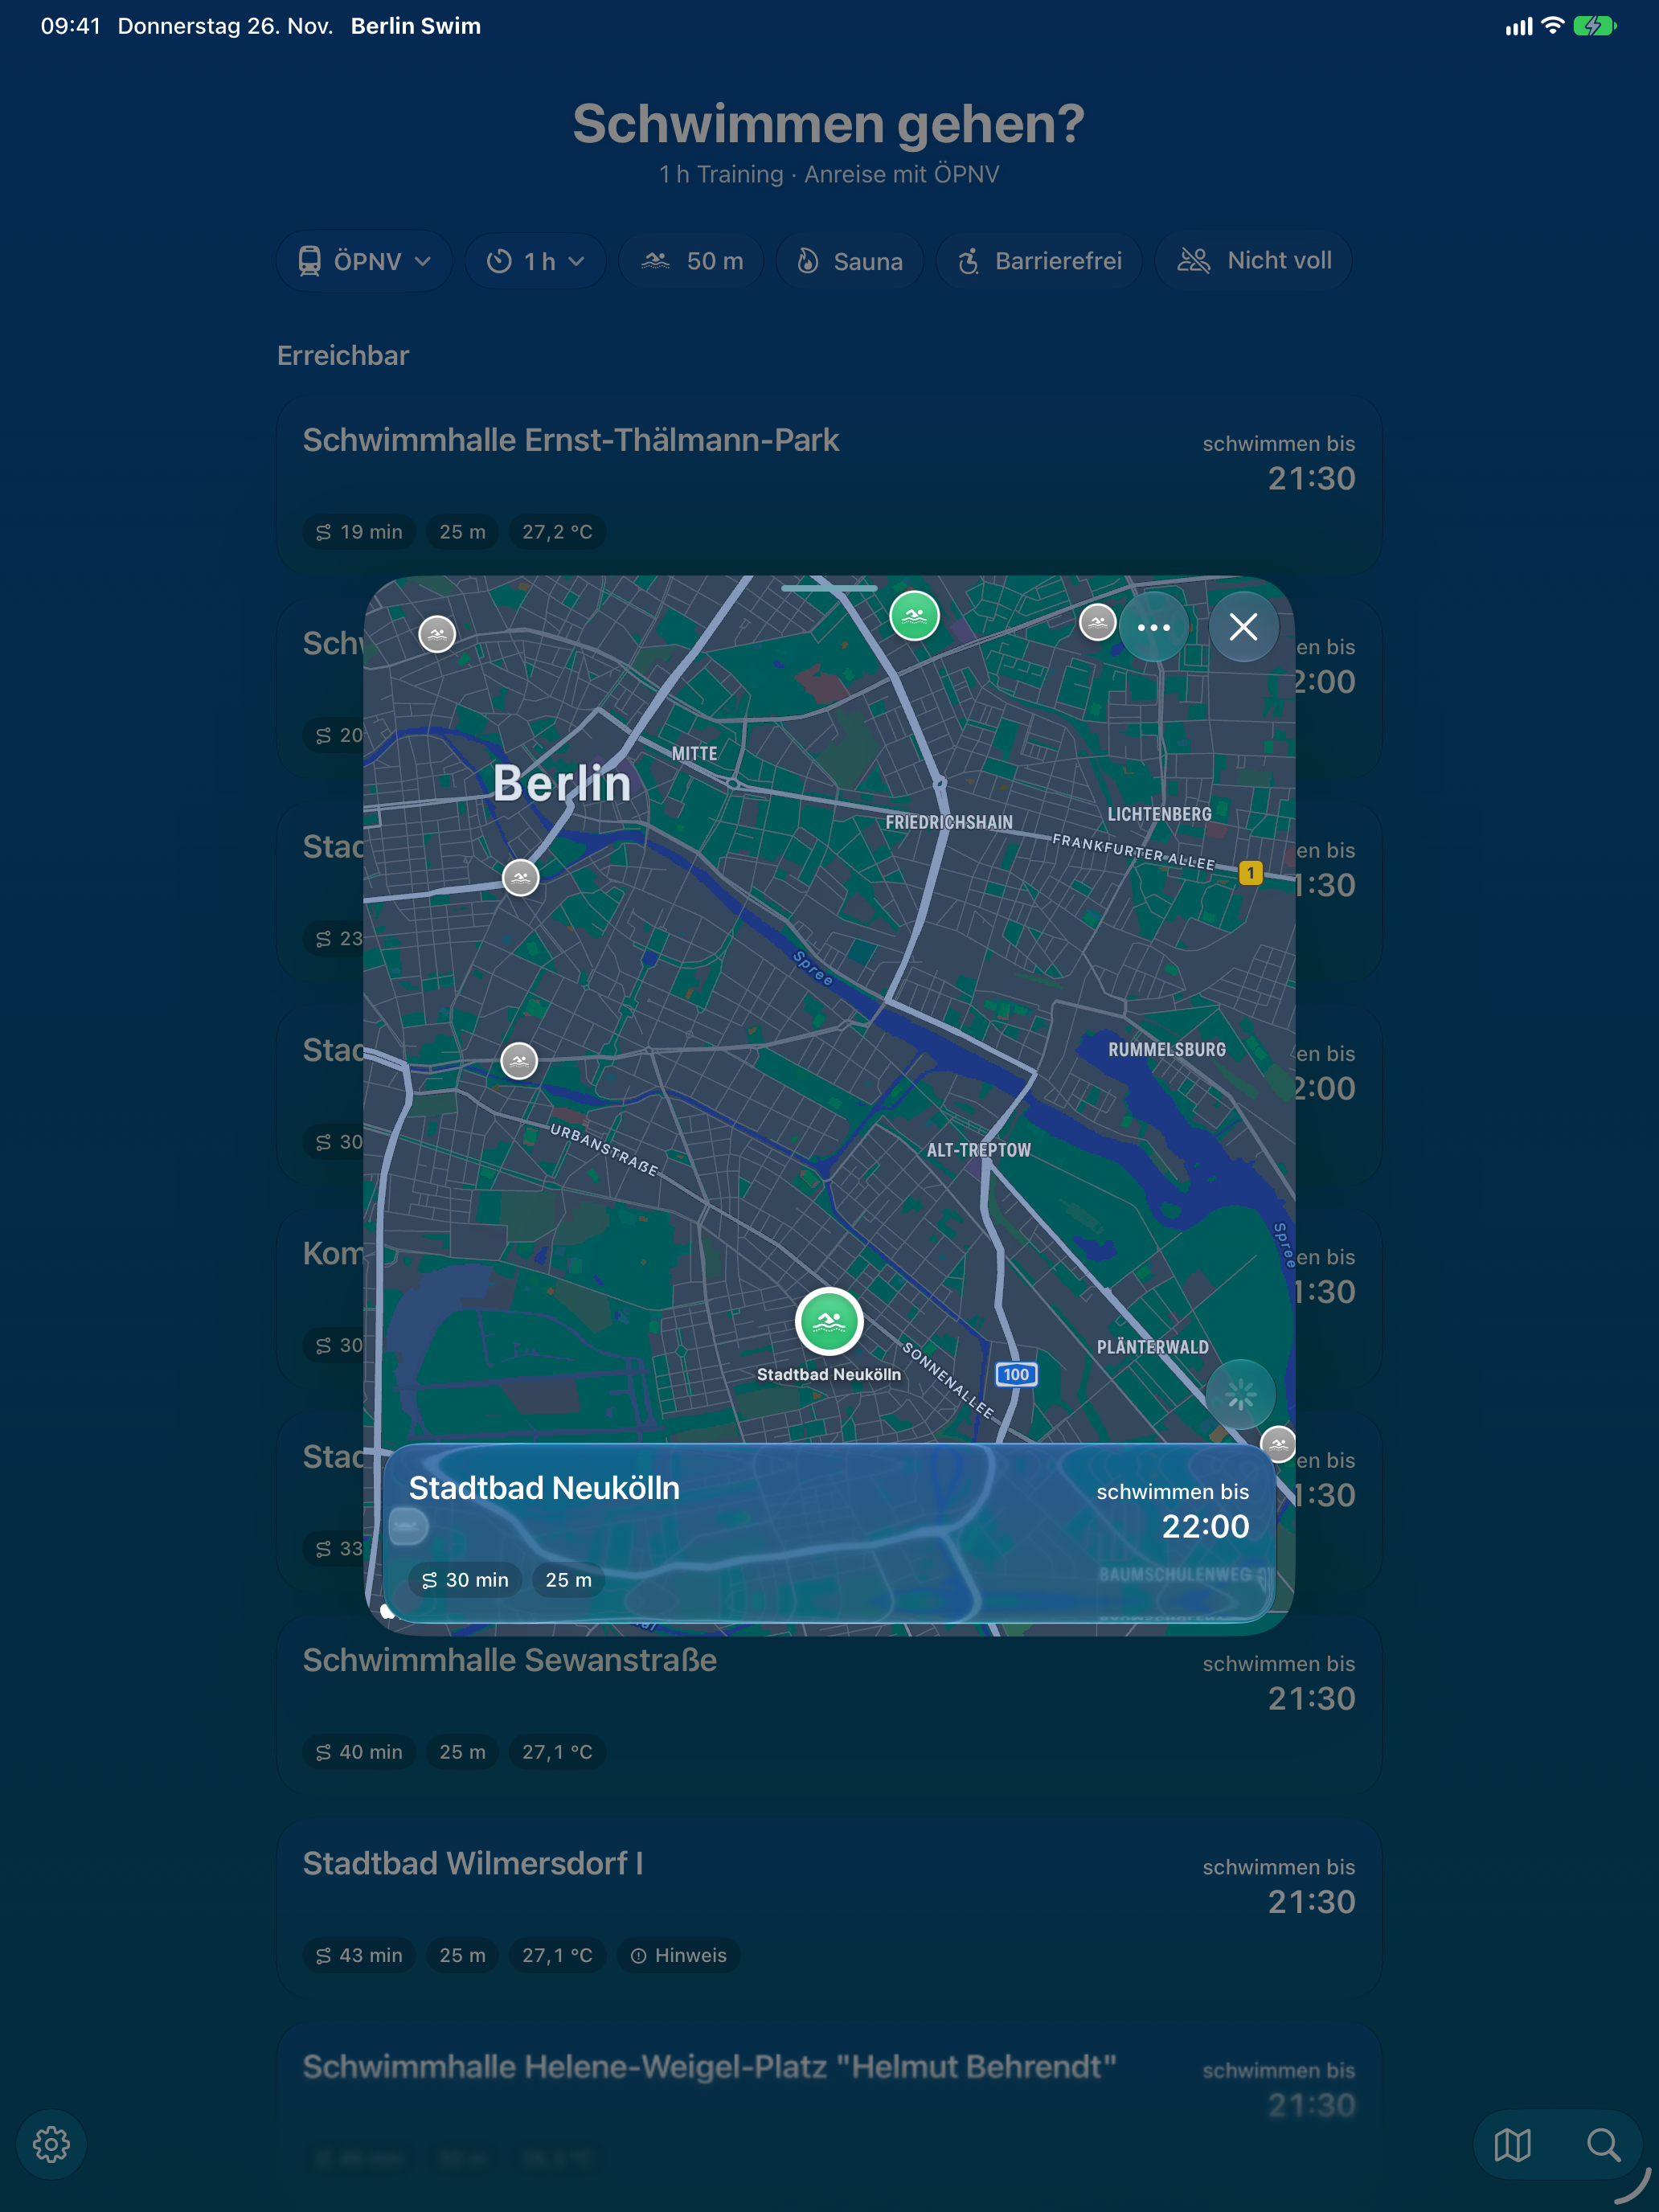 09:41 Donnerstag 26. Nov. Berlin Swim
Schwimmen gehen?
1 h Training · Anreise mit ÖPNV
ÖPNV 1 h 50 m Sauna Barrierefrei Nicht voll
Erreichbar
Schwimmhalle Ernst-Thälmann-Park
schwimmen bis
21:30
19 min 25 m 27,2 °C
MITTE
Berlin
FRIEDRICHSHAIN
LICHTENBERG
FRANKFURTER ALLEE
1
Spree
RUMMELSBURG
URBANSTRASSE
ALT-TREPTOW
Spree
PLÄNTERWALD
SONNENALLEE
100
Stadtbad Neukölln
Stadtbad Neukölln
schwimmen bis
22:00
30 min 25 m
BAUMSCHULENWEG
Schwimmhalle Sewanstraße
schwimmen bis
21:30
40 min 25 m 27,1 °C
Stadtbad Wilmersdorf I
schwimmen bis
21:30
43 min 25 m 27,1 °C Hinweis
Schwimmhalle Helene-Weigel-Platz "Helmut Behrendt"
schwimmen bis
21:30